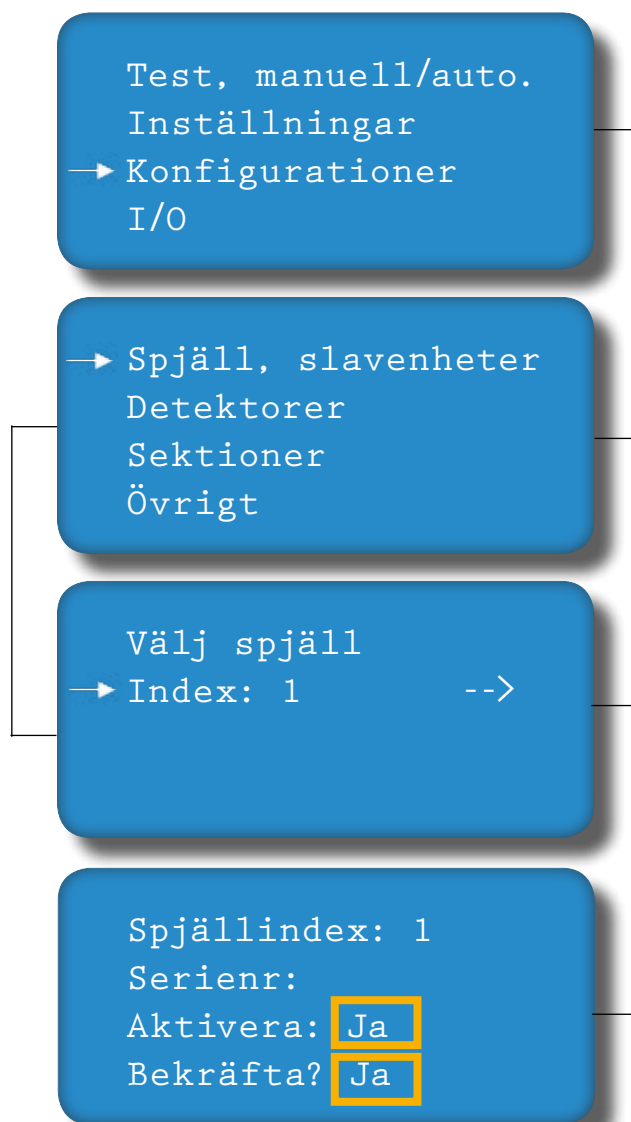 Test, manuell/auto.
Inställningar
Konfigurationer
I/O
Spjäll, slavenheter
Detektorer
Sektioner
Övrigt
Välj spjäll
Index: 1 -->
Spjällindex: 1
Serienr:
Aktivera: Ja
Bekräfta? Ja